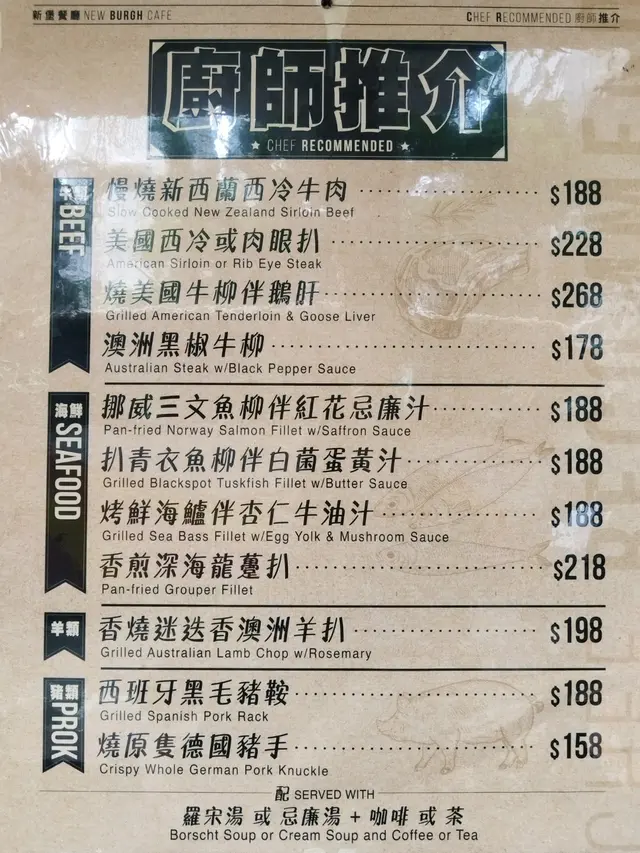 新堡餐廳 NEW BURGH CAFE
CHEF RECOMMENDED 廚師推介
廚師推介
★ CHEF RECOMMENDED ★
牛類 BEEF
慢燒新西蘭西冷牛肉 $188
Slow Cooked New Zealand Sirloin Beef
美國西冷或肉眼扒 $228
American Sirloin or Rib Eye Steak
燒美國牛柳伴鵝肝 $268
Grilled American Tenderloin & Goose Liver
澳洲黑椒牛柳 $178
Australian Steak w/Black Pepper Sauce
海鮮 SEAFOOD
挪威三文魚柳伴紅花忌廉汁 $188
Pan-fried Norway Salmon Fillet w/Saffron Sauce
扒青衣魚柳伴白菌蛋黃汁 $188
Grilled Blackspot Tuskfish Fillet w/Butter Sauce
烤鮮海鱸伴杏仁牛油汁 $188
Grilled Sea Bass Fillet w/Egg Yolk & Mushroom Sauce
香煎深海龍躉扒 $218
Pan-fried Grouper Fillet
羊類
香燒迷迭香澳洲羊扒 $198
Grilled Australian Lamb Chop w/Rosemary
豬類 PROK
西班牙黑毛豬鞍 $188
Grilled Spanish Pork Rack
燒原隻德國豬手 $158
Crispy Whole German Pork Knuckle
配 SERVED WITH
羅宋湯 或 忌廉湯 + 咖啡 或 茶
Borscht Soup or Cream Soup and Coffee or Tea